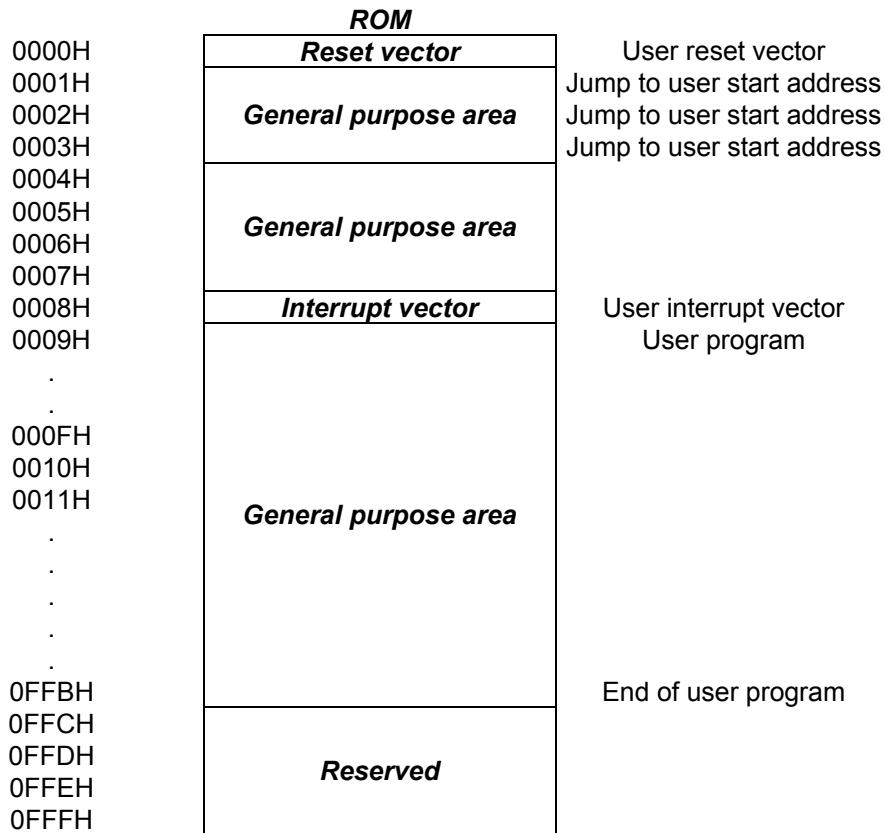 ROM
0000H Reset vector User reset vector
0001H Jump to user start address
0002H General purpose area Jump to user start address
0003H Jump to user start address
0004H
0005H
General purpose area
0006H
0007H
0008H Interrupt vector User interrupt vector
0009H User program
.
.
000FH
0010H
0011H
General purpose area
.
.
.
.
.
0FFBH End of user program
0FFCH
0FFDH
Reserved
0FFEH
0FFFH